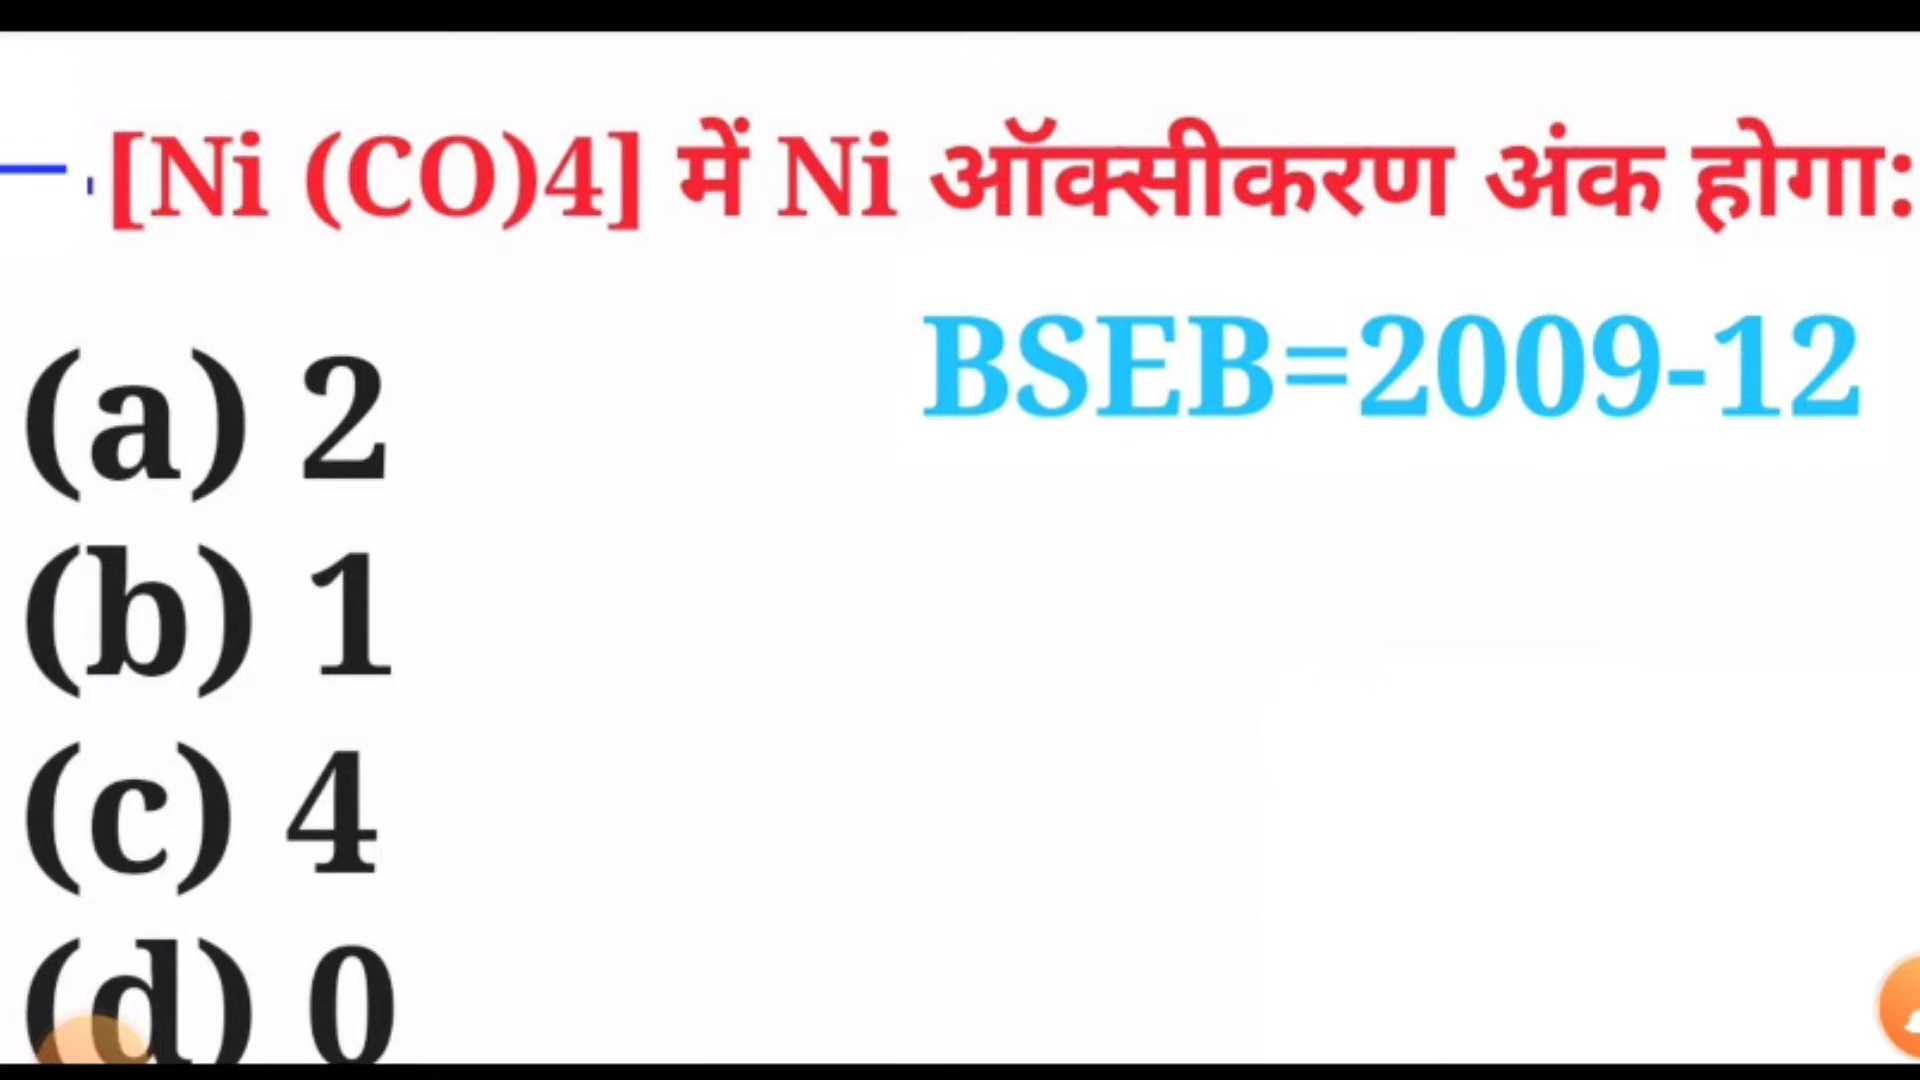 [Ni (CO)4] में Ni ऑक्सीकरण अंक होगा:
BSEB=2009-12
(a) 2
(b) 1
(c) 4
(d) 0